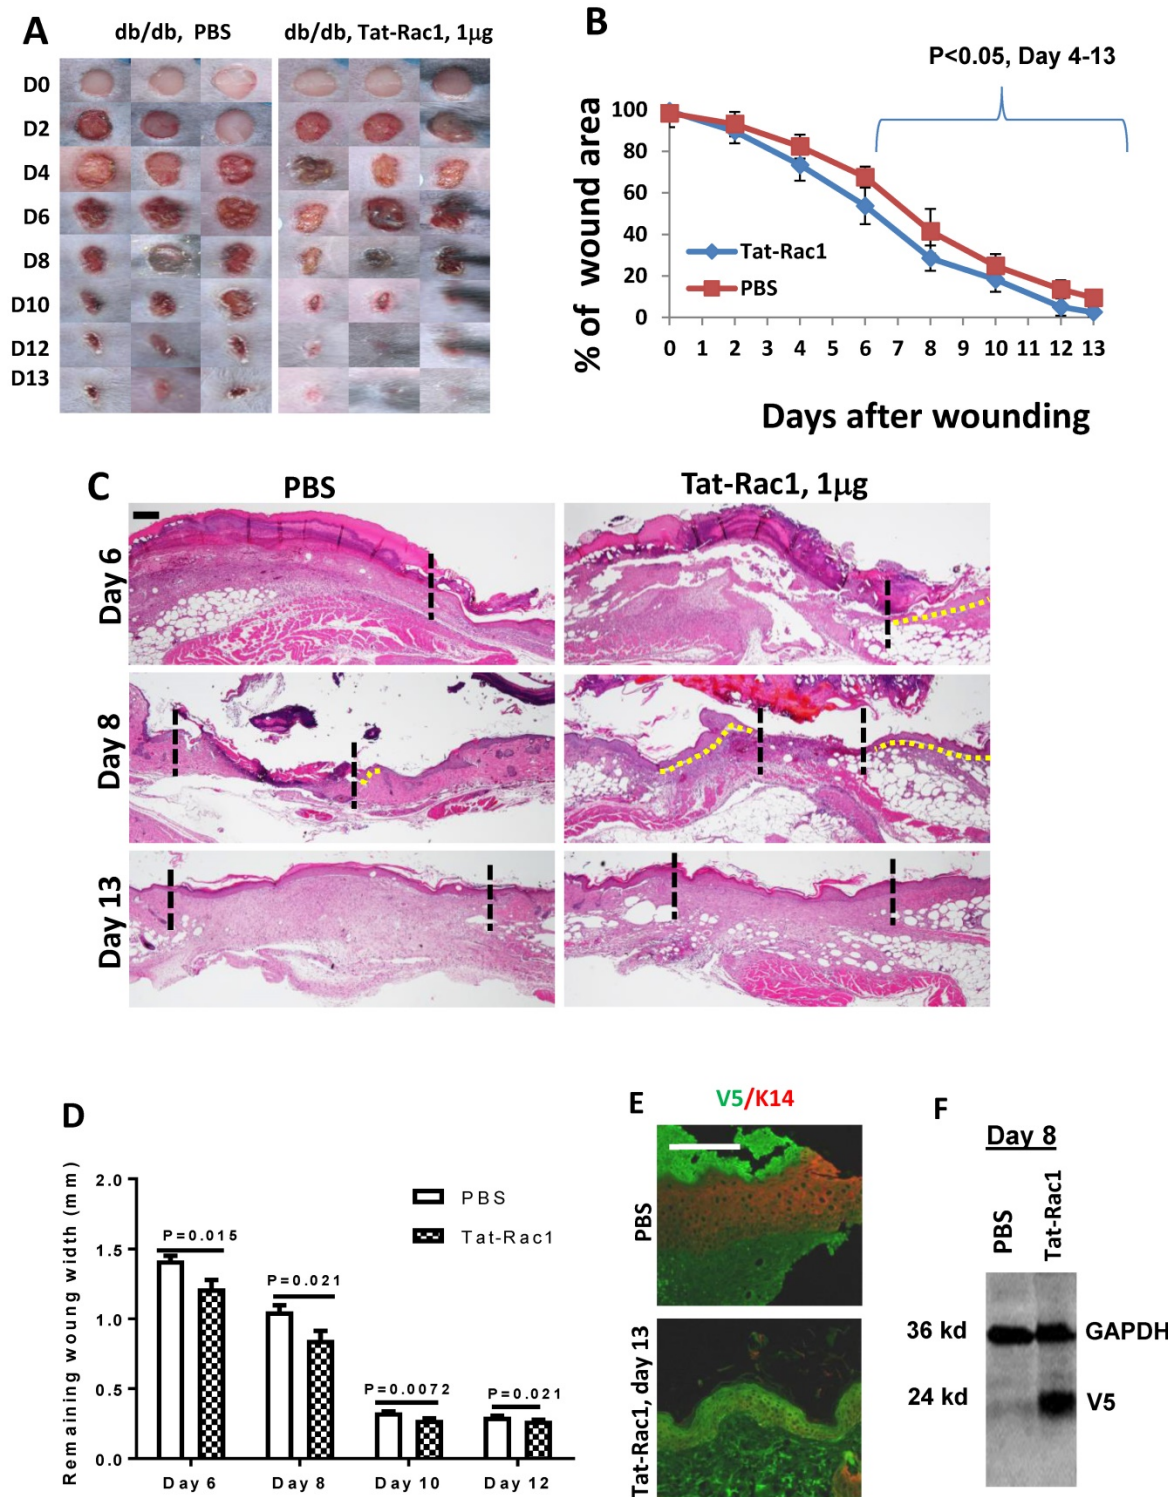 A
db/db, PBS
db/db, Tat-Rac1, 1μg
D0
D2
D4
D6
D8
D10
D12
D13
B
P<0.05, Day 4-13
% of wound area
100
80
60
40
20
0
Tat-Rac1
PBS
0 1 2 3 4 5 6 7 8 9 10 11 12 13
Days after wounding
C
PBS
Tat-Rac1, 1μg
Day 6
Day 8
Day 13
D
Remaining woung width (mm)
2.0
1.5
1.0
0.5
0.0
PBS
Tat-Rac1
P=0.015
P=0.021
P=0.0072
P=0.021
Day 6
Day 8
Day 10
Day 12
E
V5/K14
PBS
Tat-Rac1, day 13
F
Day 8
PBS
Tat-Rac1
36 kd
GAPDH
24 kd
V5